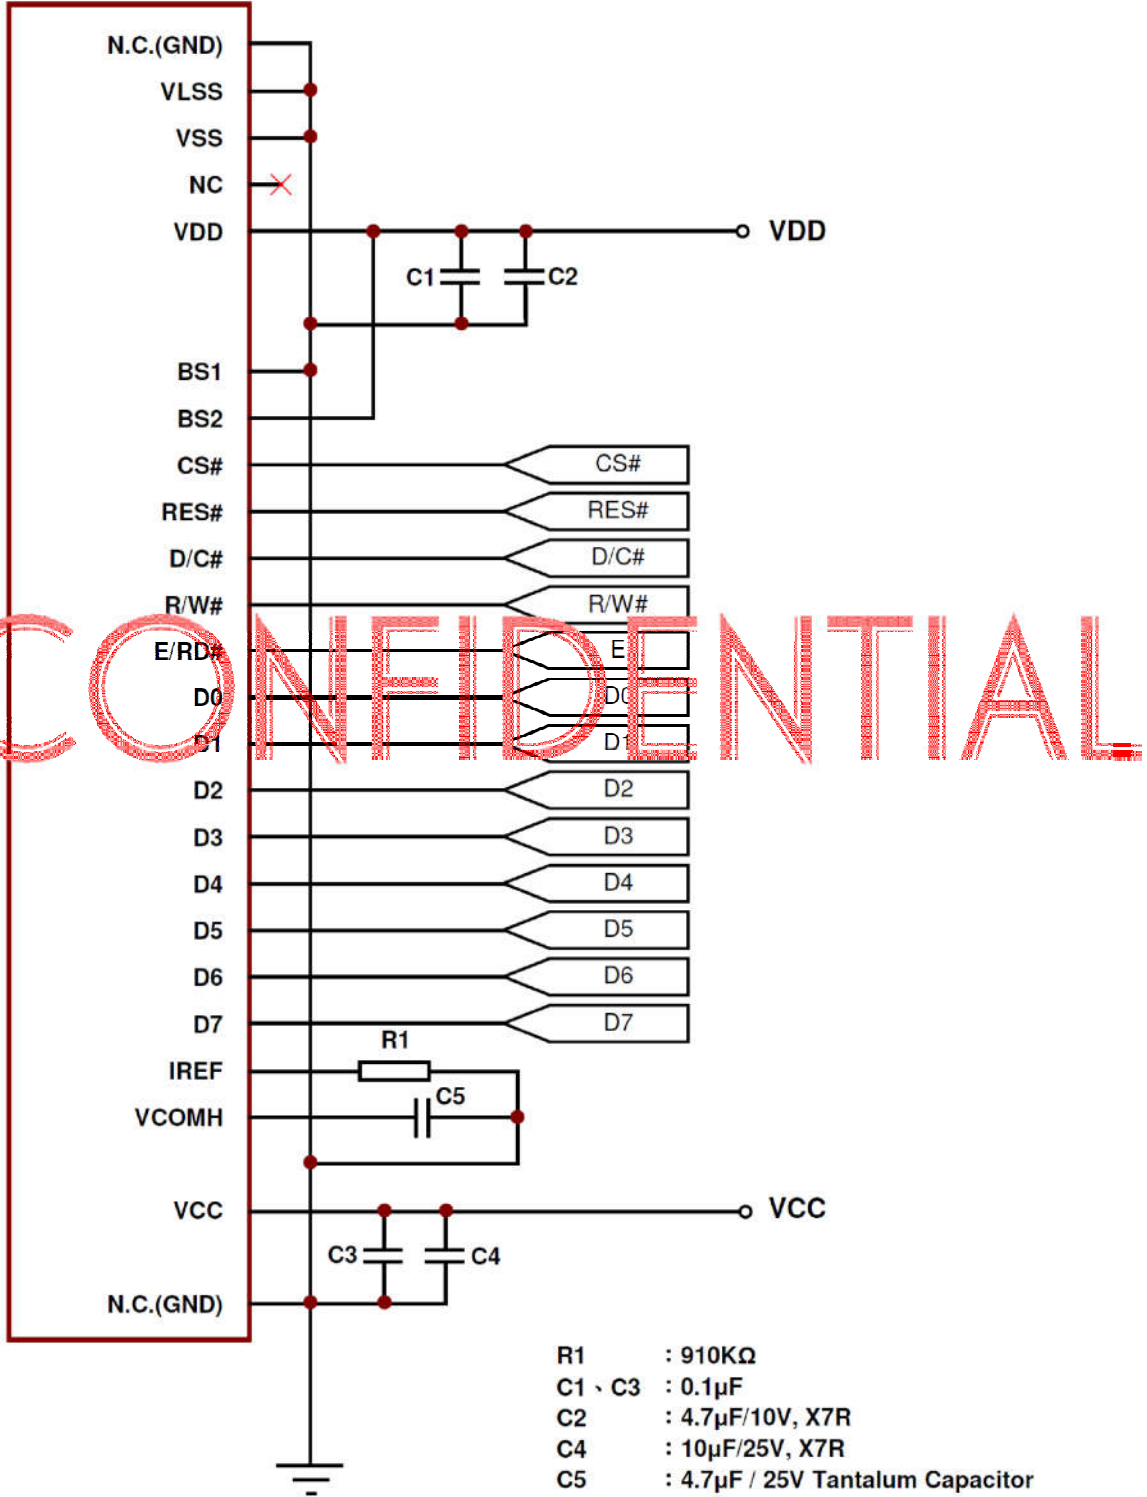 N.C.(GND)
VLSS
VSS
NC
VDD VDD
C1 C2
BS1
BS2
CS# CS#
RES# RES#
D/C# D/C#
R/W# R/W#
CONFIDENTIAL
E/RD# E
D0 D0
D1 D1
D2 D2
D3 D3
D4 D4
D5 D5
D6 D6
D7 D7
R1
IREF
C5
VCOMH
VCC VCC
C3 C4
N.C.(GND)
R1 : 910KΩ
C1、C3 : 0.1μF
C2 : 4.7μF/10V, X7R
C4 : 10μF/25V, X7R
C5 : 4.7μF / 25V Tantalum Capacitor